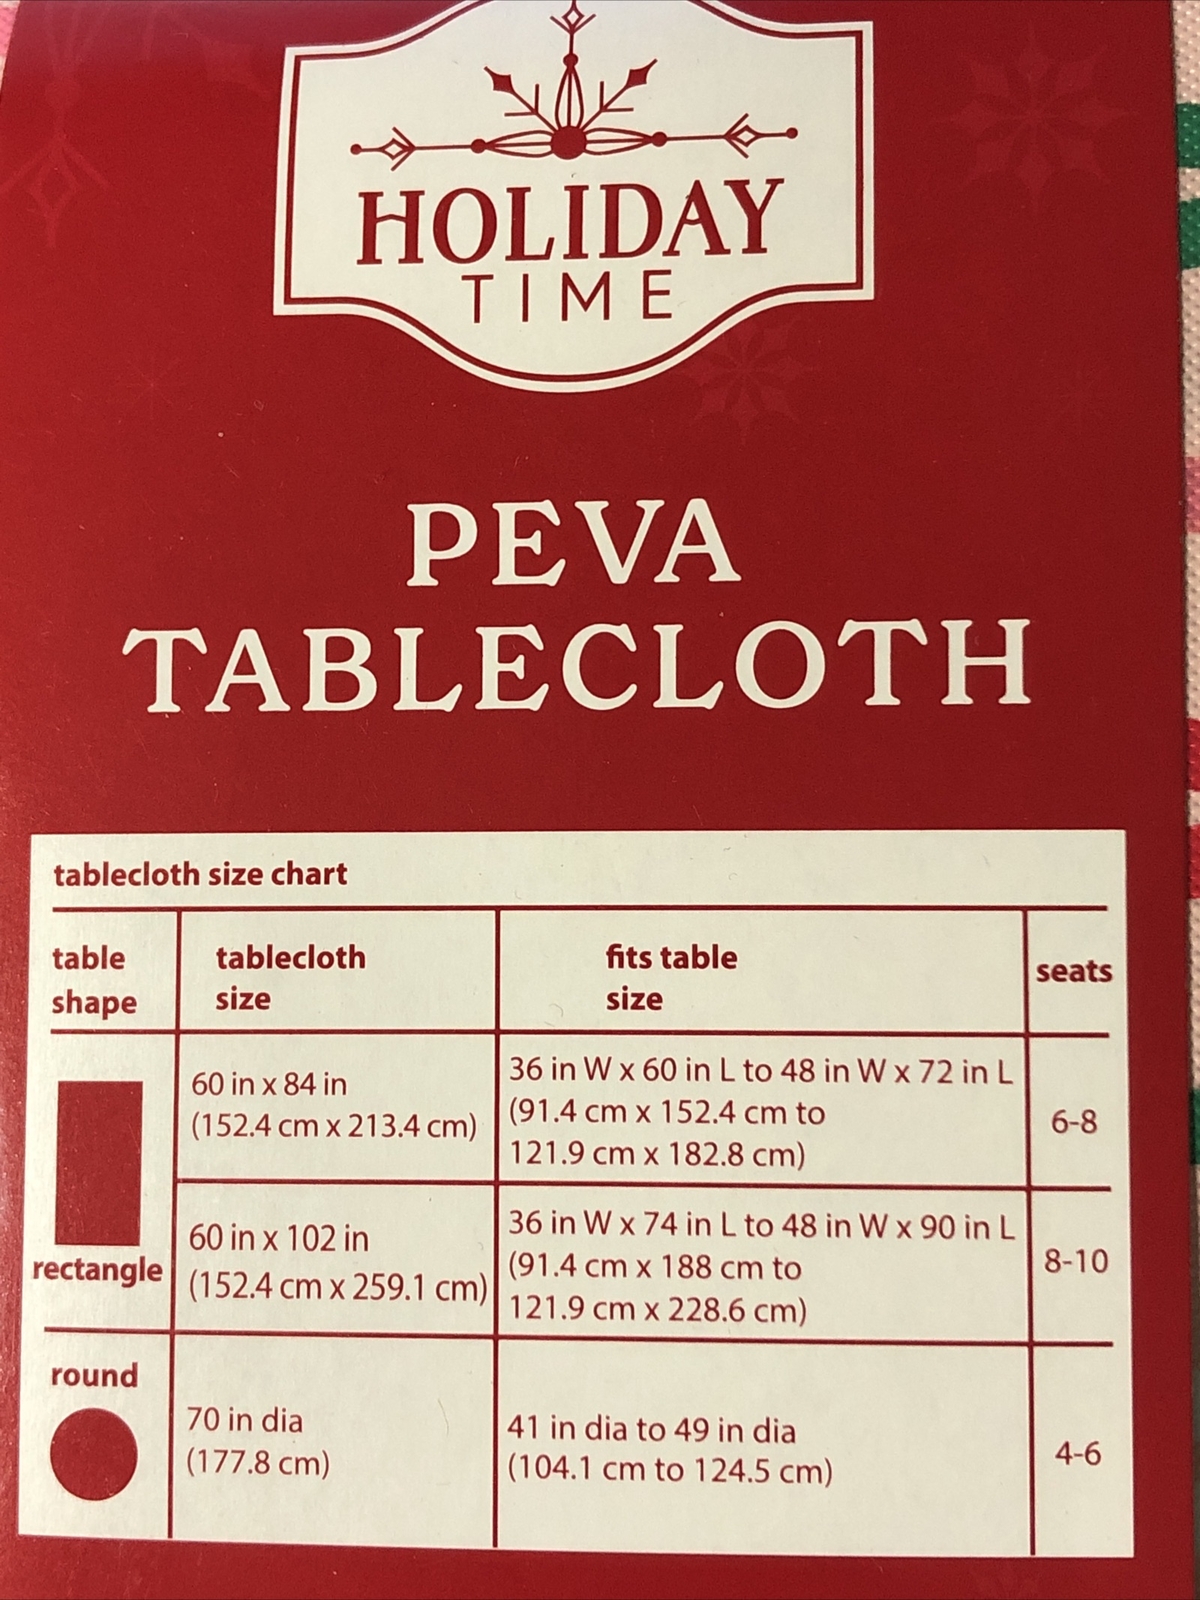 HOLIDAY
TIME
PEVA
TABLECLOTH
tablecloth size chart
table
shape
tablecloth
size
fits table
size
seats
rectangle
60 in x 84 in
(152.4 cm x 213.4 cm)
36 in W x 60 in L to 48 in W x 72 in L
(91.4 cm x 152.4 cm to
121.9 cm x 182.8 cm)
6-8
60 in x 102 in
(152.4 cm x 259.1 cm)
36 in W x 74 in L to 48 in W x 90 in L
(91.4 cm x 188 cm to
121.9 cm x 228.6 cm)
8-10
round
70 in dia
(177.8 cm)
41 in dia to 49 in dia
(104.1 cm to 124.5 cm)
4-6